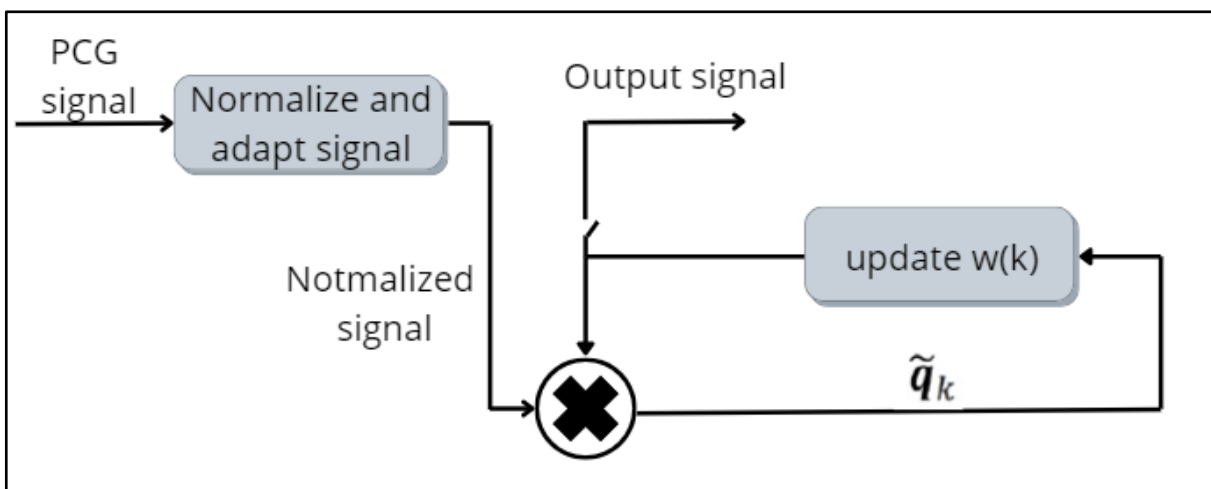 PCG
signal
Normalize and
adapt signal
Output signal
Notmalized
signal
update w(k)
q̃ₖ